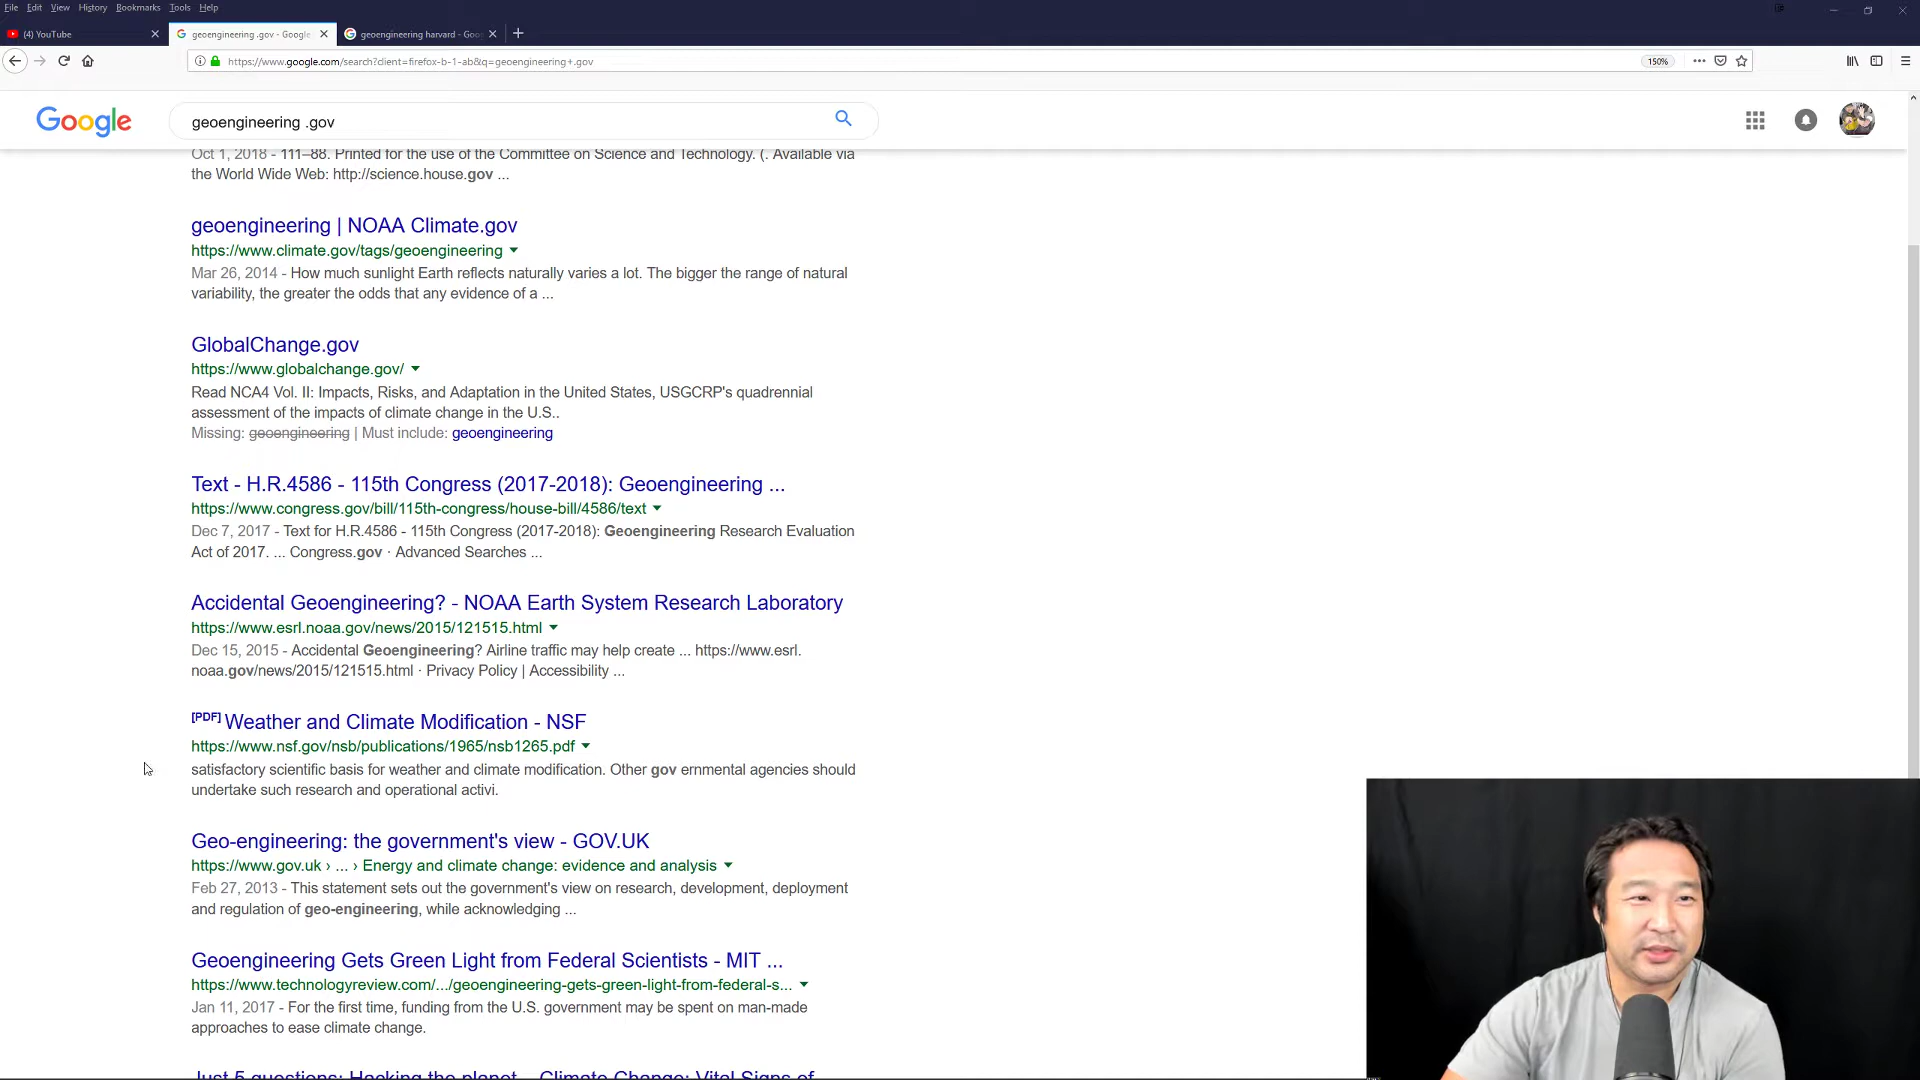 File Edit View History Bookmarks Tools Help
(4) YouTube
geoengineering .gov - Google
geoengineering harvard - Goo
https://www.google.com/search?client=firefox-b-1-ab&q=geoengineering+.gov
150%
Google
geoengineering .gov
Oct 1, 2018 - 111–88. Printed for the use of the Committee on Science and Technology. (. Available via
the World Wide Web: http://science.house.gov ...
geoengineering | NOAA Climate.gov
https://www.climate.gov/tags/geoengineering
Mar 26, 2014 - How much sunlight Earth reflects naturally varies a lot. The bigger the range of natural
variability, the greater the odds that any evidence of a ...
GlobalChange.gov
https://www.globalchange.gov/
Read NCA4 Vol. II: Impacts, Risks, and Adaptation in the United States, USGCRP's quadrennial
assessment of the impacts of climate change in the U.S..
Missing: geoengineering | Must include: geoengineering
Text - H.R.4586 - 115th Congress (2017-2018): Geoengineering ...
https://www.congress.gov/bill/115th-congress/house-bill/4586/text
Dec 7, 2017 - Text for H.R.4586 - 115th Congress (2017-2018): Geoengineering Research Evaluation
Act of 2017. ... Congress.gov · Advanced Searches ...
Accidental Geoengineering? - NOAA Earth System Research Laboratory
https://www.esrl.noaa.gov/news/2015/121515.html
Dec 15, 2015 - Accidental Geoengineering? Airline traffic may help create ... https://www.esrl.
noaa.gov/news/2015/121515.html · Privacy Policy | Accessibility ...
[PDF] Weather and Climate Modification - NSF
https://www.nsf.gov/nsb/publications/1965/nsb1265.pdf
satisfactory scientific basis for weather and climate modification. Other gov ernmental agencies should
undertake such research and operational activi.
Geo-engineering: the government's view - GOV.UK
https://www.gov.uk › ... › Energy and climate change: evidence and analysis
Feb 27, 2013 - This statement sets out the government's view on research, development, deployment
and regulation of geo-engineering, while acknowledging ...
Geoengineering Gets Green Light from Federal Scientists - MIT ...
https://www.technologyreview.com/.../geoengineering-gets-green-light-from-federal-s...
Jan 11, 2017 - For the first time, funding from the U.S. government may be spent on man-made
approaches to ease climate change.
Just 5 questions: Hacking the planet – Climate Change: Vital Signs of